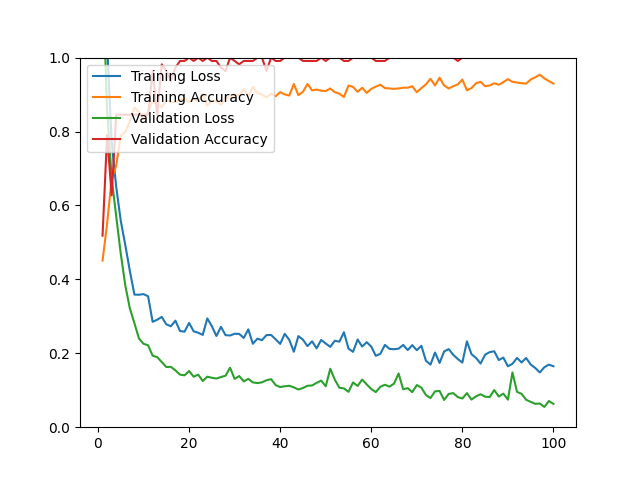 1.0
0.8
0.6
0.4
0.2
0.0
Training Loss
Training Accuracy
Validation Loss
Validation Accuracy
0 20 40 60 80 100